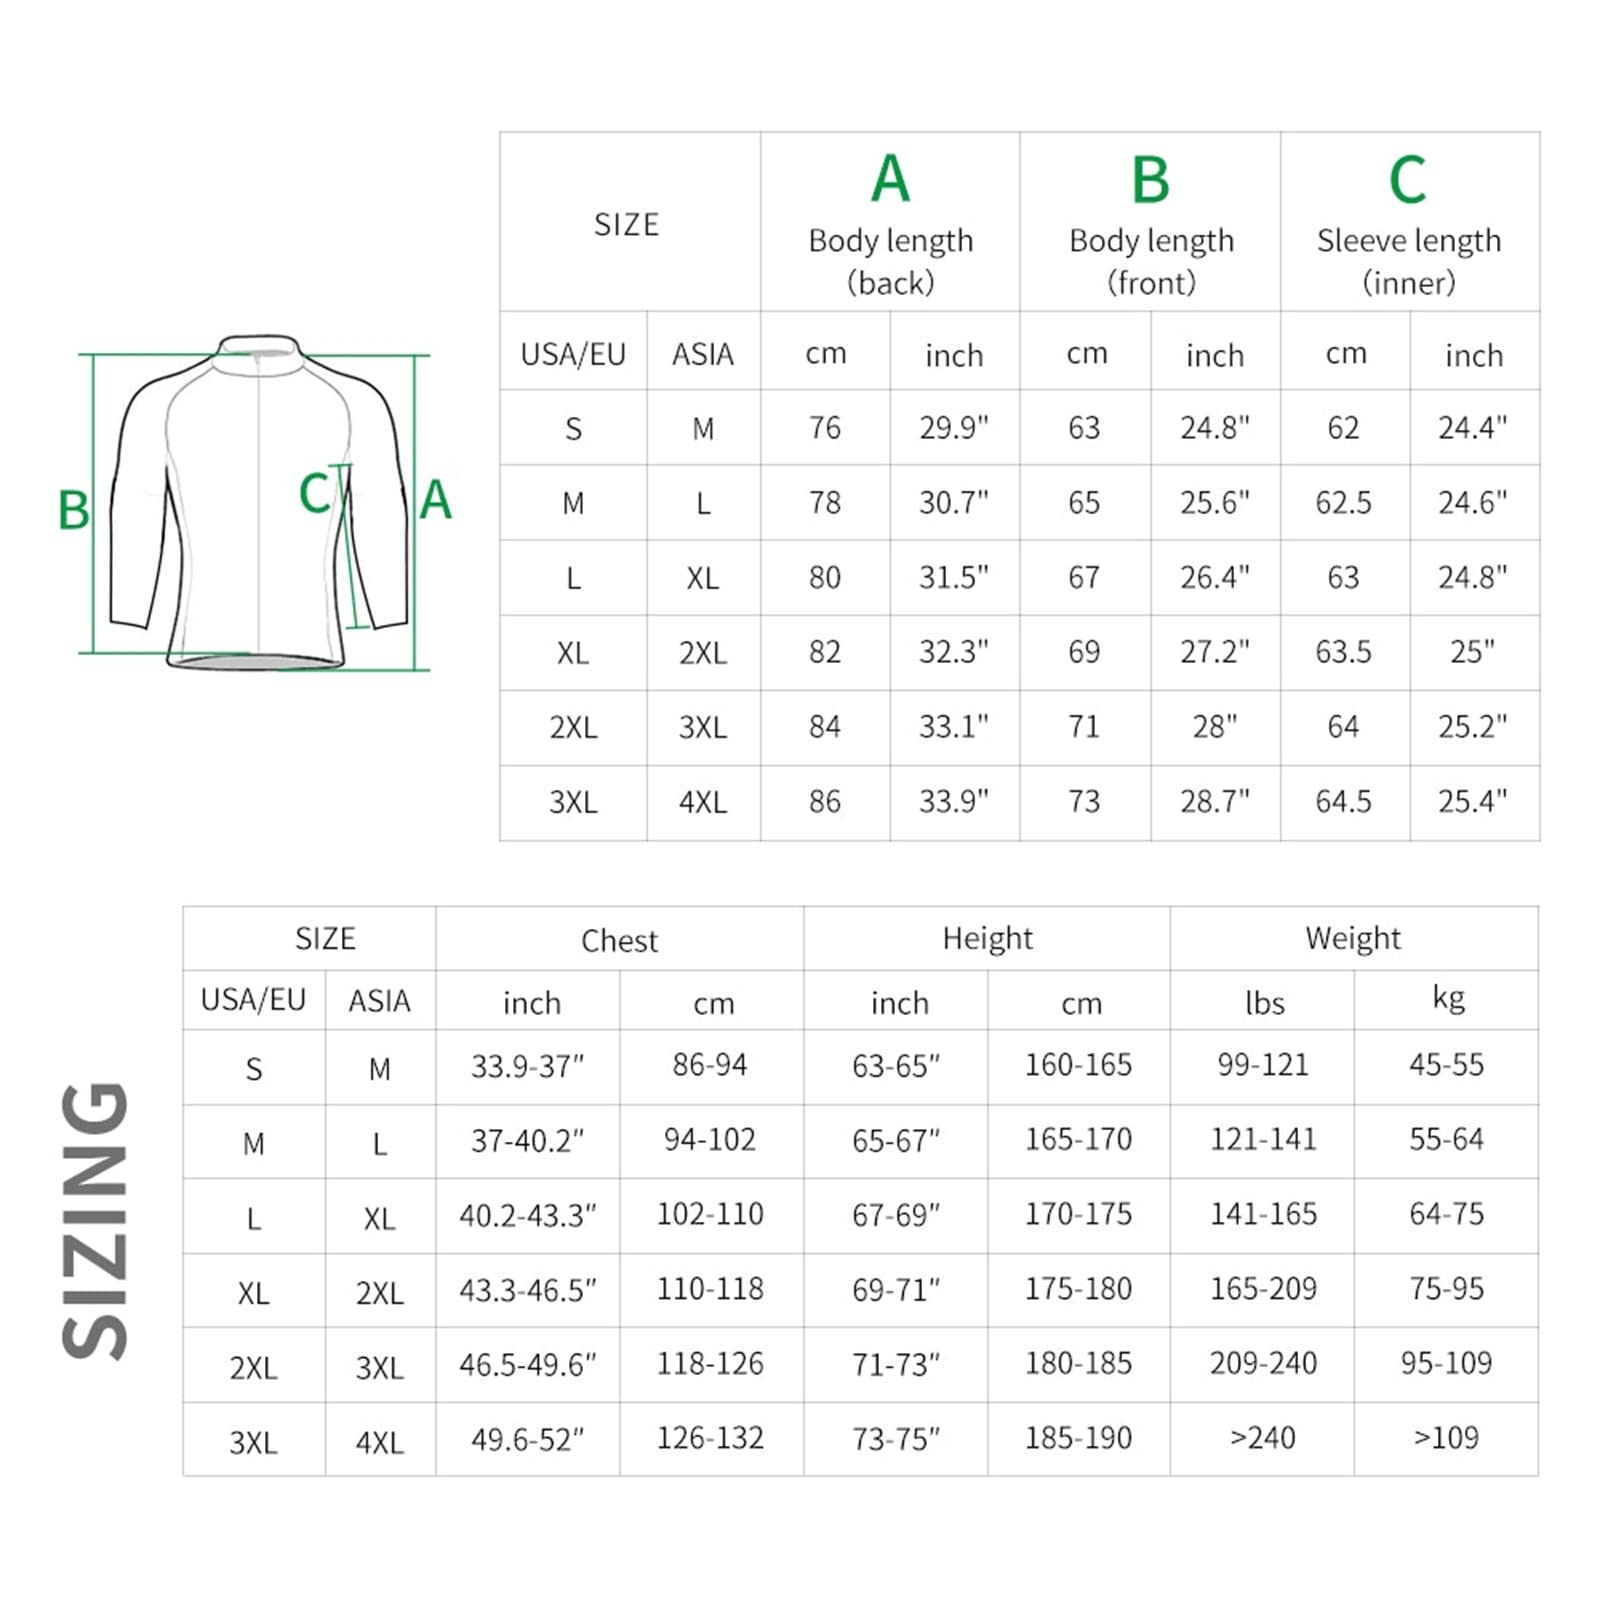 A B C
SIZE Body length Body length Sleeve length
(back) (front) (inner)
USA/EU ASIA cm inch cm inch cm inch
S M 76 29.9" 63 24.8" 62 24.4"
M L 78 30.7" 65 25.6" 62.5 24.6"
L XL 80 31.5" 67 26.4" 63 24.8"
XL 2XL 82 32.3" 69 27.2" 63.5 25"
2XL 3XL 84 33.1" 71 28" 64 25.2"
3XL 4XL 86 33.9" 73 28.7" 64.5 25.4"
B C A
SIZING
SIZE Chest Height Weight
USA/EU ASIA inch cm inch cm lbs kg
S M 33.9-37" 86-94 63-65" 160-165 99-121 45-55
M L 37-40.2" 94-102 65-67" 165-170 121-141 55-64
L XL 40.2-43.3" 102-110 67-69" 170-175 141-165 64-75
XL 2XL 43.3-46.5" 110-118 69-71" 175-180 165-209 75-95
2XL 3XL 46.5-49.6" 118-126 71-73" 180-185 209-240 95-109
3XL 4XL 49.6-52" 126-132 73-75" 185-190 >240 >109